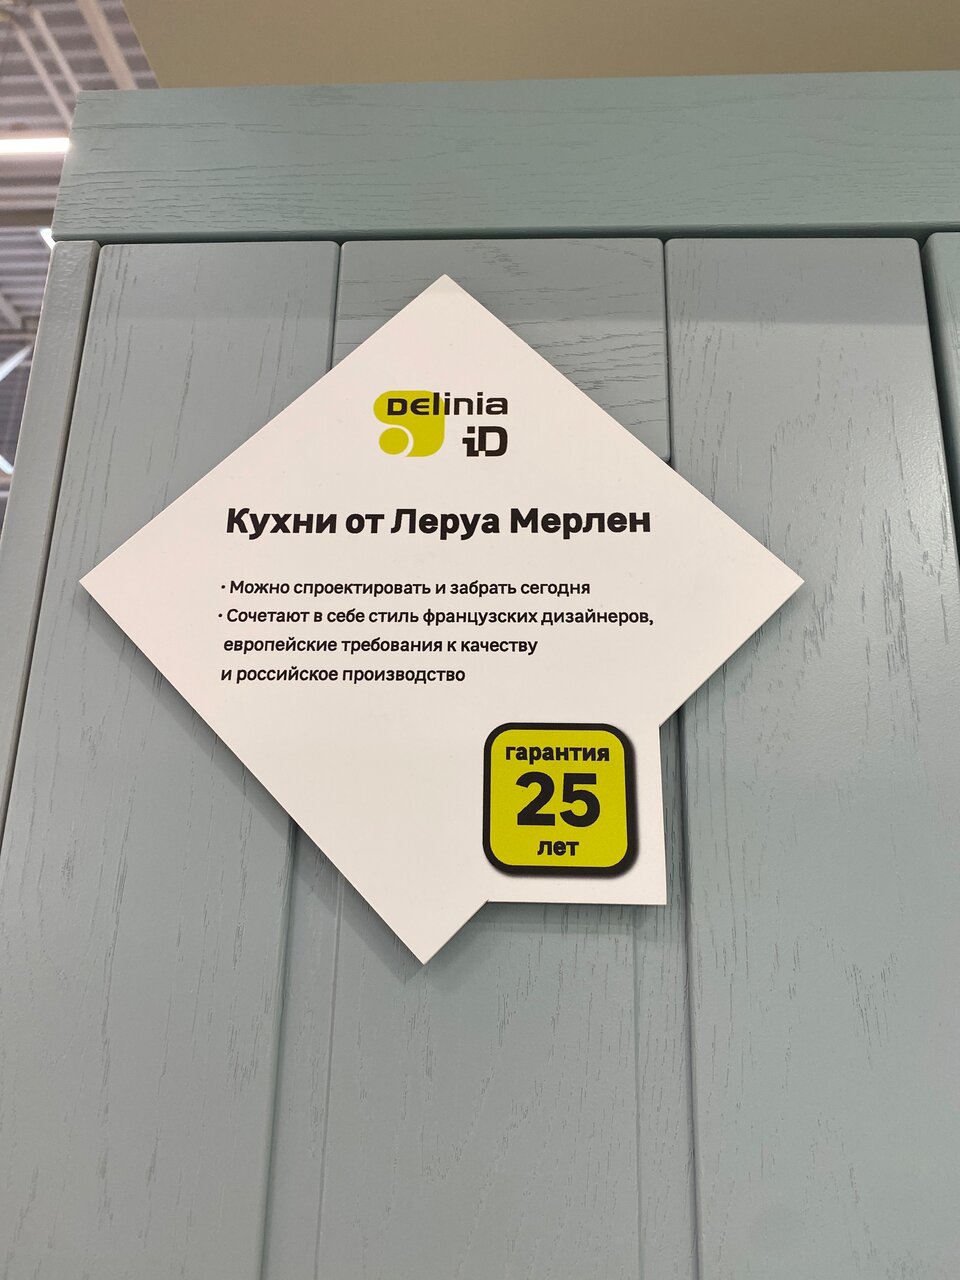 Delinia
iD
Кухни от Леруа Мерлен
· Можно спроектировать и забрать сегодня
· Сочетают в себе стиль французских дизайнеров,
европейские требования к качеству
и российское производство
гарантия
25
лет